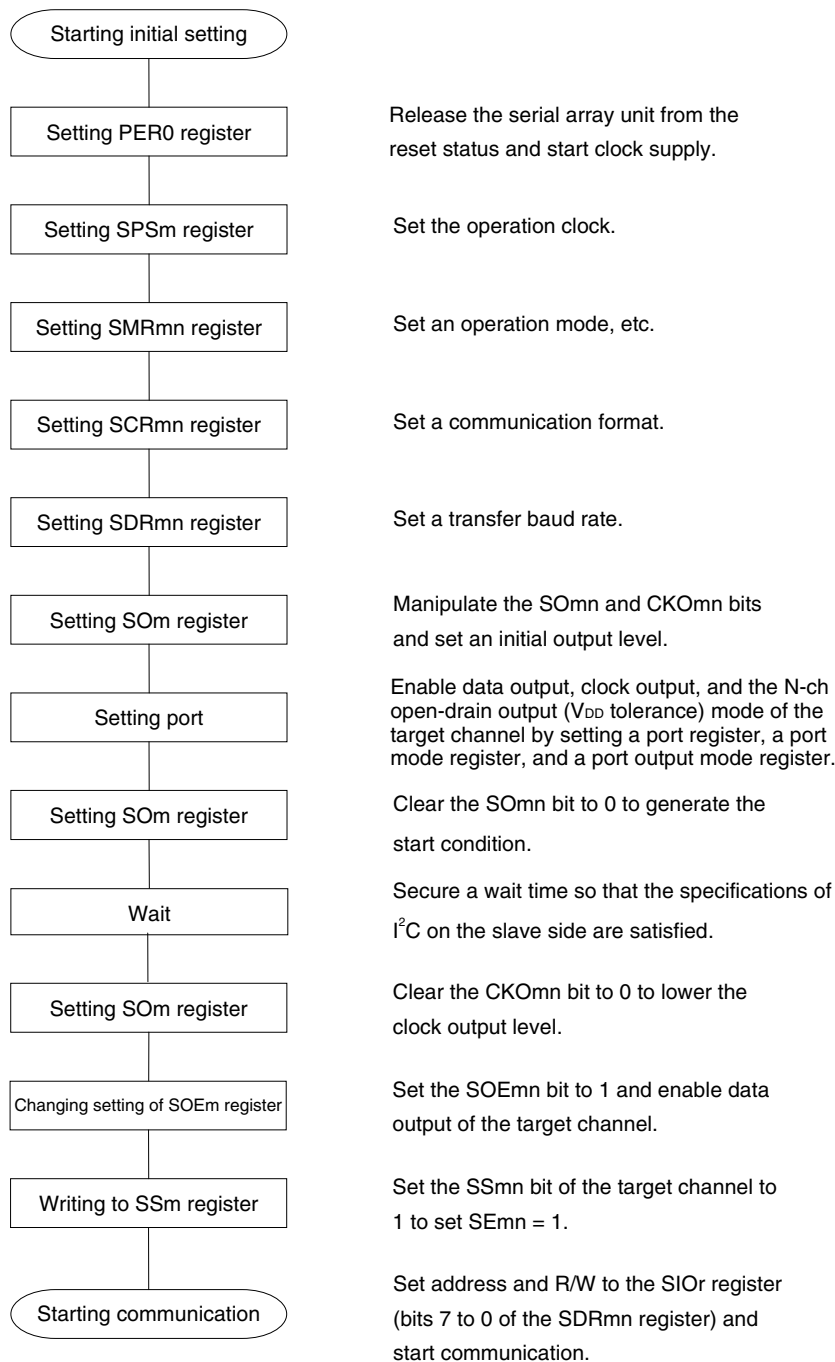 Starting initial setting
Setting PER0 register
Release the serial array unit from the
reset status and start clock supply.
Setting SPSm register
Set the operation clock.
Setting SMRmn register
Set an operation mode, etc.
Setting SCRmn register
Set a communication format.
Setting SDRmn register
Set a transfer baud rate.
Setting SOm register
Manipulate the SOmn and CKOmn bits
and set an initial output level.
Setting port
Enable data output, clock output, and the N-ch
open-drain output (VDD tolerance) mode of the
target channel by setting a port register, a port
mode register, and a port output mode register.
Setting SOm register
Clear the SOmn bit to 0 to generate the
start condition.
Wait
Secure a wait time so that the specifications of
I²C on the slave side are satisfied.
Setting SOm register
Clear the CKOmn bit to 0 to lower the
clock output level.
Changing setting of SOEm register
Set the SOEmn bit to 1 and enable data
output of the target channel.
Writing to SSm register
Set the SSmn bit of the target channel to
1 to set SEmn = 1.
Starting communication
Set address and R/W to the SIOr register
(bits 7 to 0 of the SDRmn register) and
start communication.